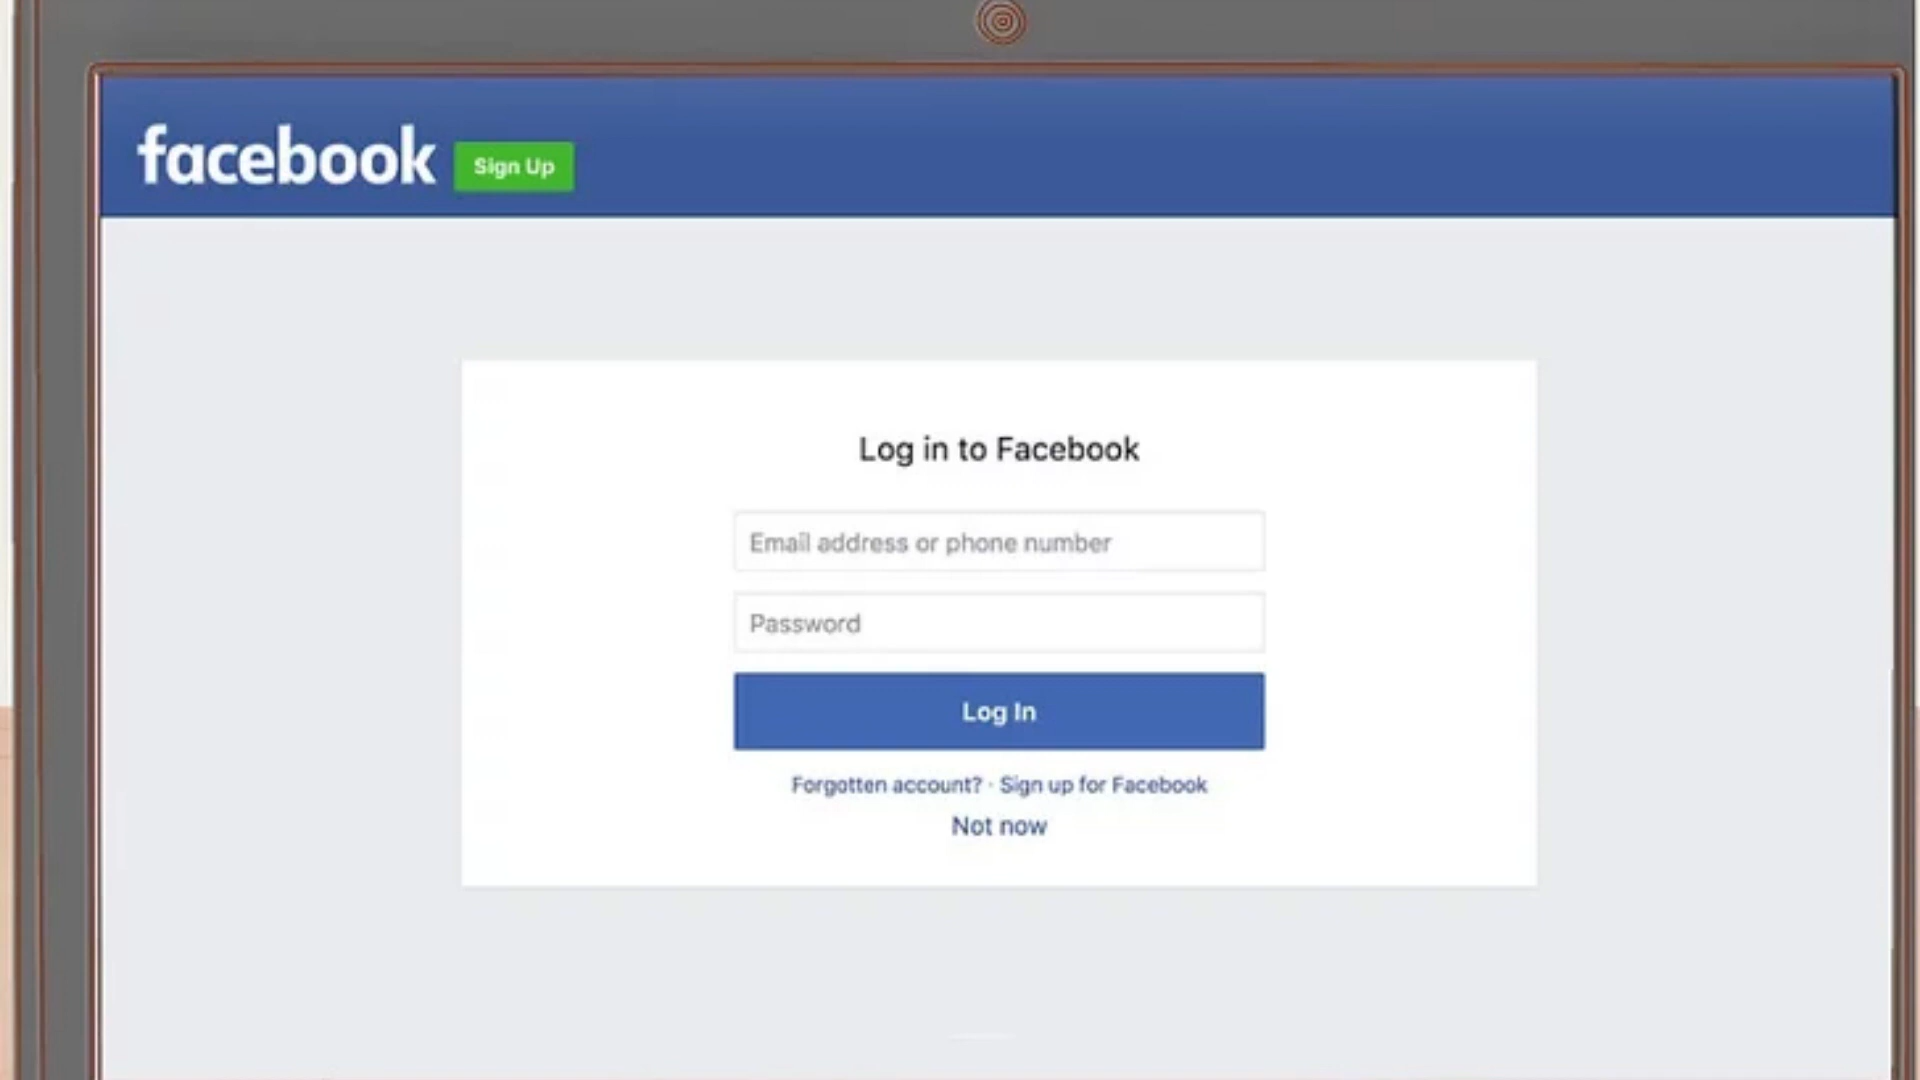 facebook Sign Up
Log in to Facebook
Email address or phone number
Password
Log In
Forgotten account? · Sign up for Facebook
Not now